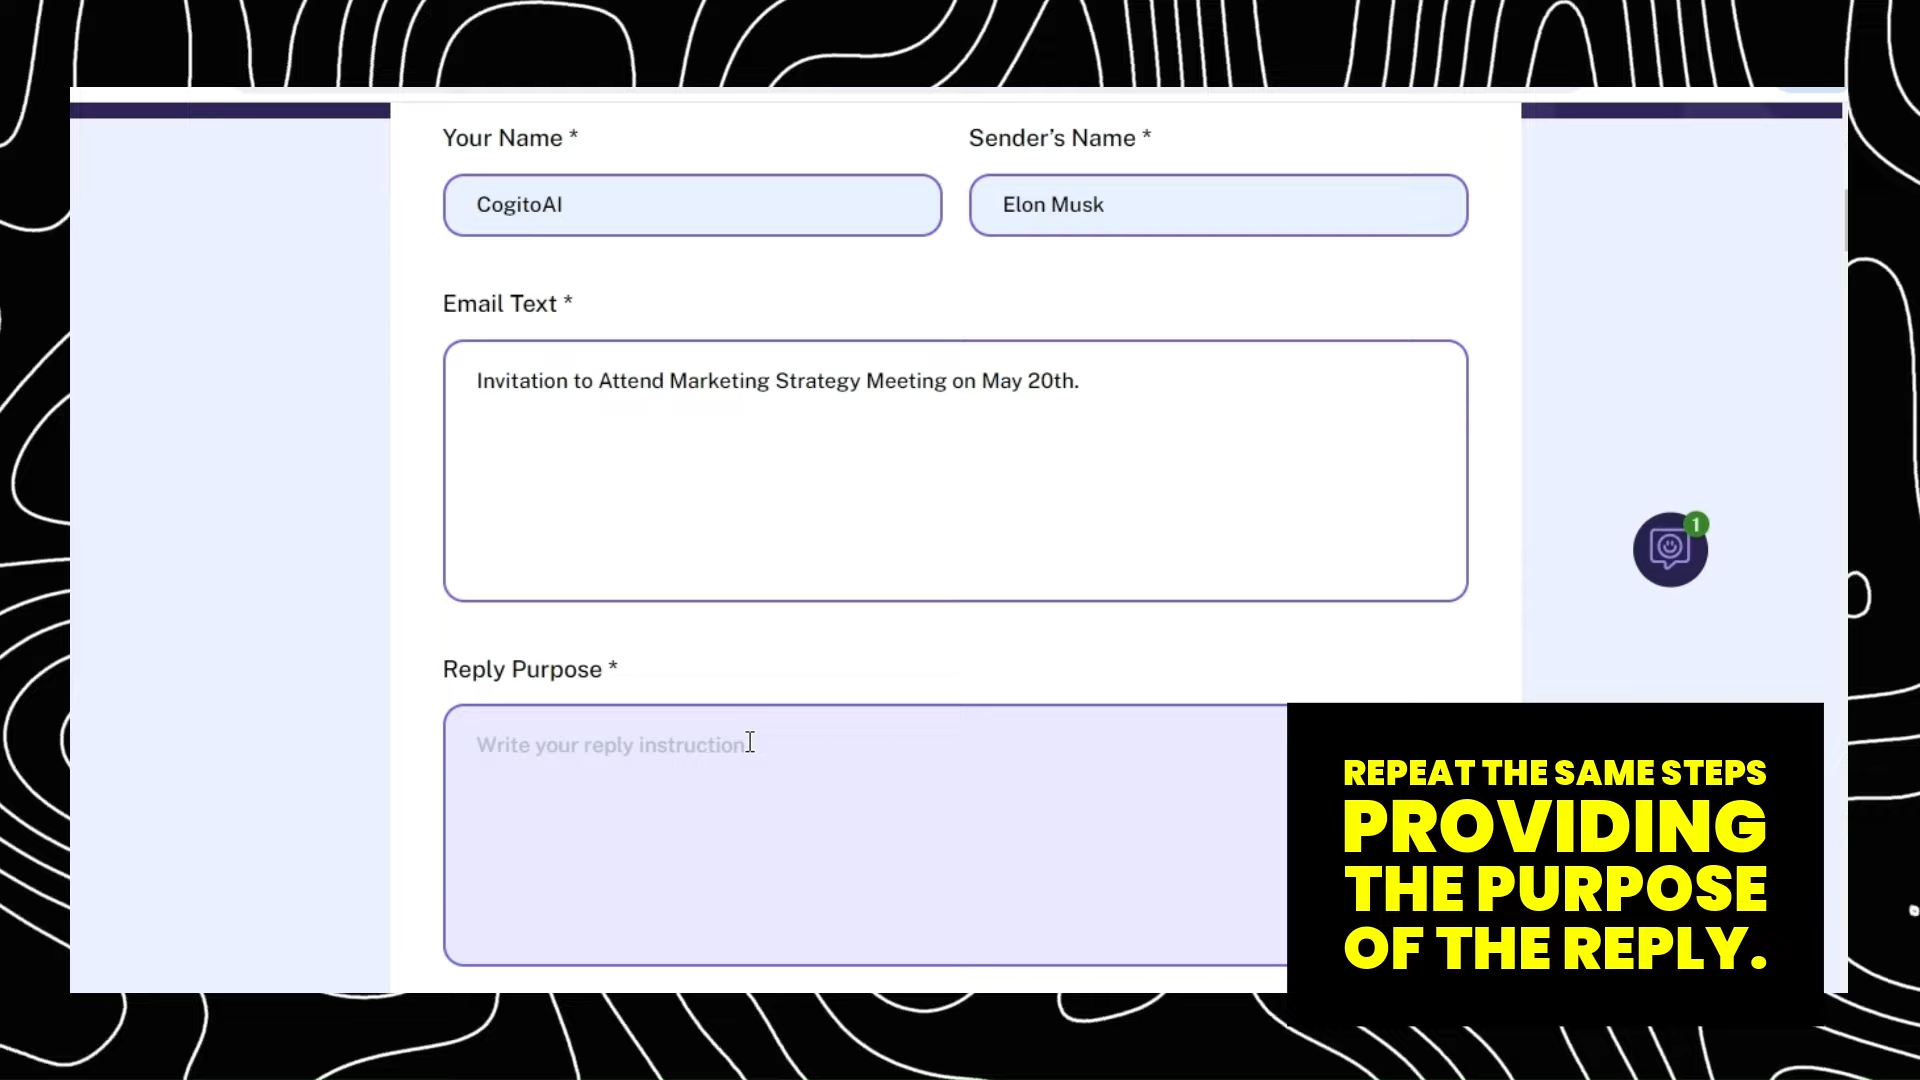 Your Name *
Sender’s Name *
CogitoAI
Elon Musk
Email Text *
Invitation to Attend Marketing Strategy Meeting on May 20th.
1
Reply Purpose *
Write your reply instruction
REPEAT THE SAME STEPS
PROVIDING
THE PURPOSE
OF THE REPLY.